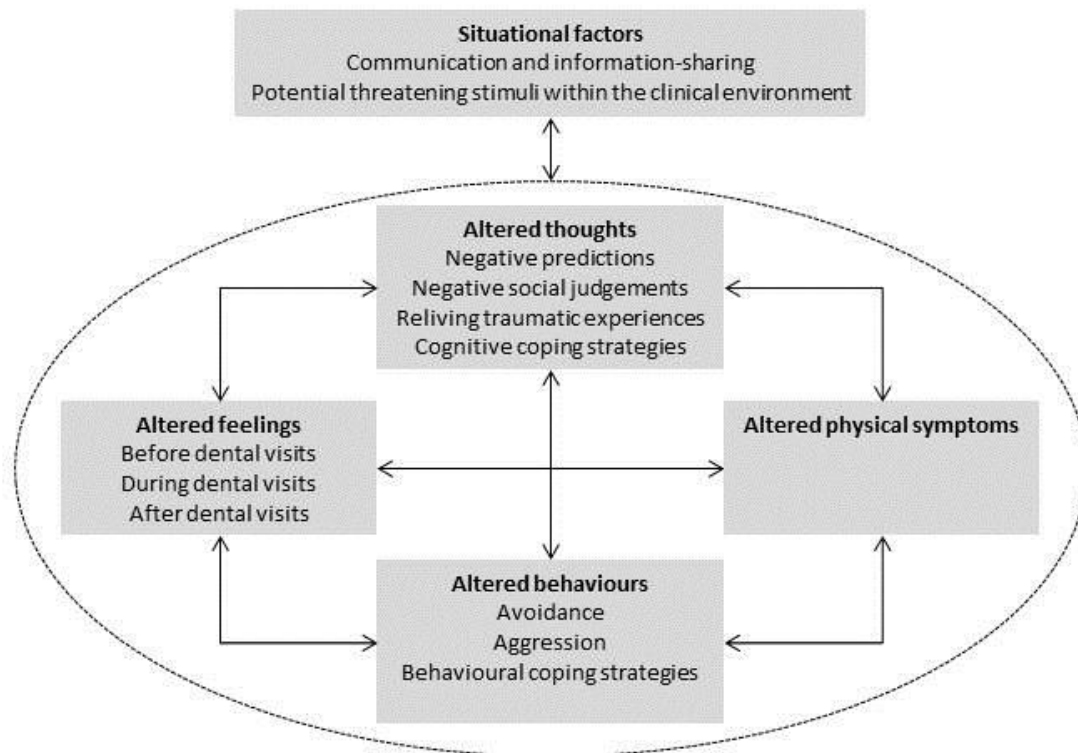 Situational factors
Communication and information-sharing
Potential threatening stimuli within the clinical environment
Altered thoughts
Negative predictions
Negative social judgements
Reliving traumatic experiences
Cognitive coping strategies
Altered feelings
Before dental visits
During dental visits
After dental visits
Altered physical symptoms
Altered behaviours
Avoidance
Aggression
Behavioural coping strategies